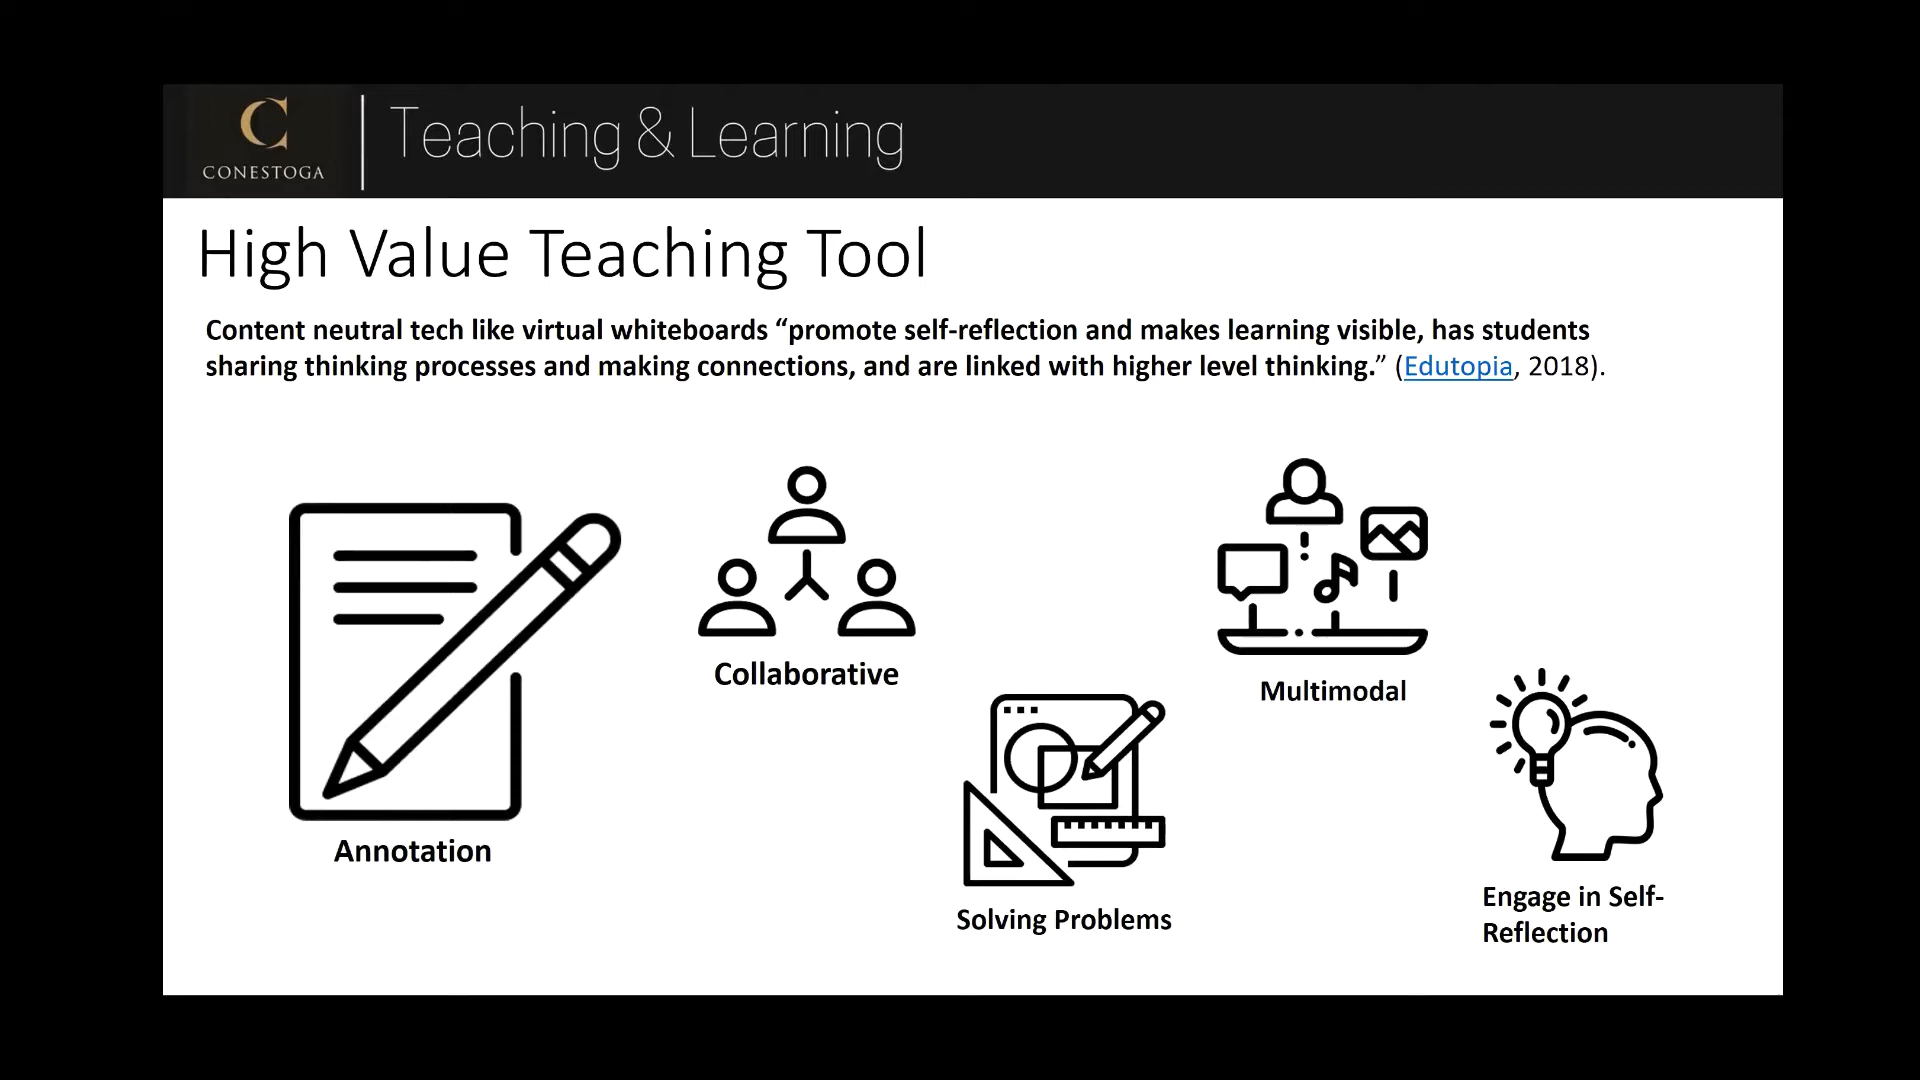 CONESTOGA
Teaching & Learning
High Value Teaching Tool
Content neutral tech like virtual whiteboards “promote self-reflection and makes learning visible, has students
sharing thinking processes and making connections, and are linked with higher level thinking.” (Edutopia, 2018).
Annotation
Collaborative
Solving Problems
Multimodal
Engage in Self-
Reflection